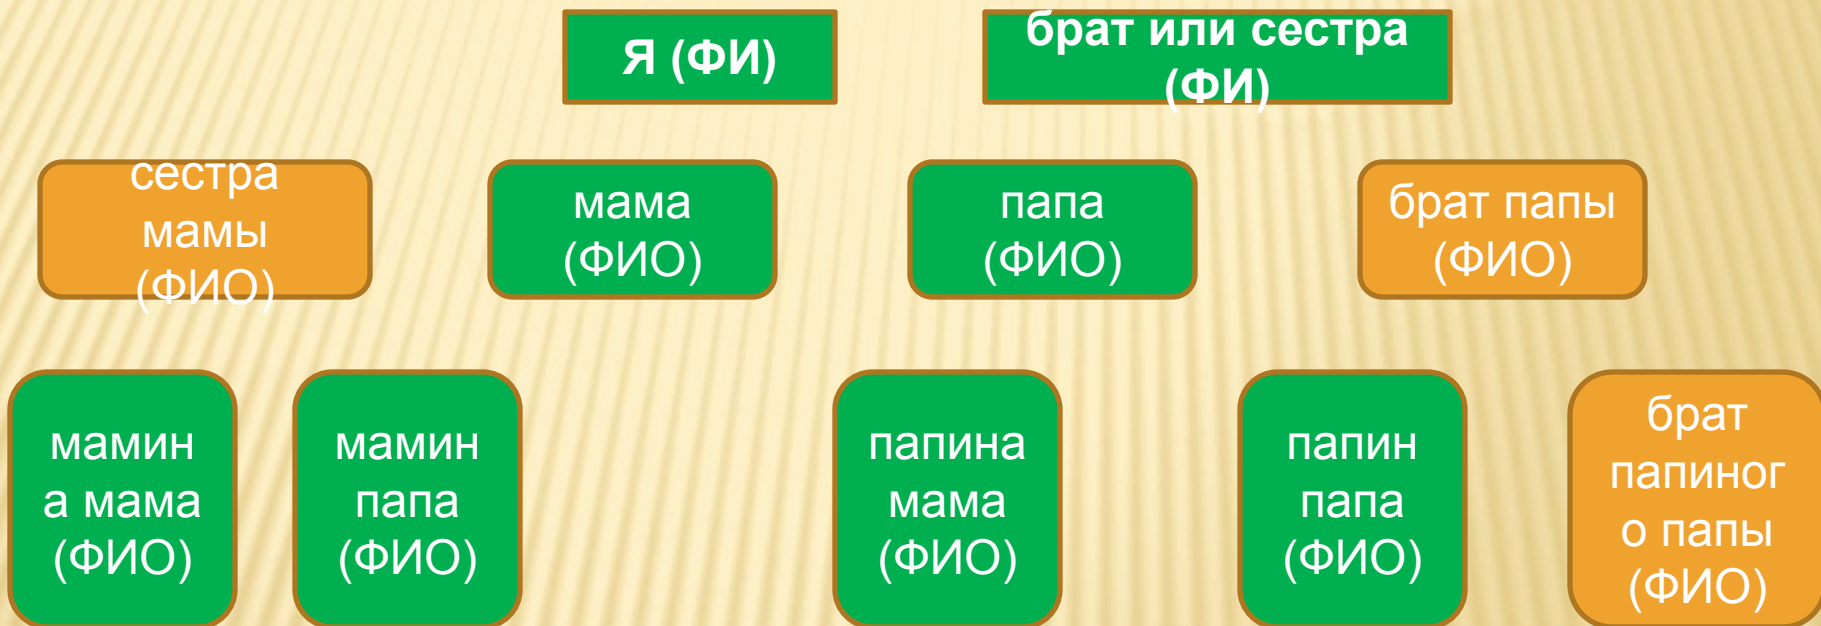 Я (ФИ)
брат или сестра
(ФИ)
сестра
мамы
(ФИО)
мама
(ФИО)
папа
(ФИО)
брат папы
(ФИО)
мамин
а мама
(ФИО)
мамин
папа
(ФИО)
папина
мама
(ФИО)
папин
папа
(ФИО)
брат
папиног
о папы
(ФИО)